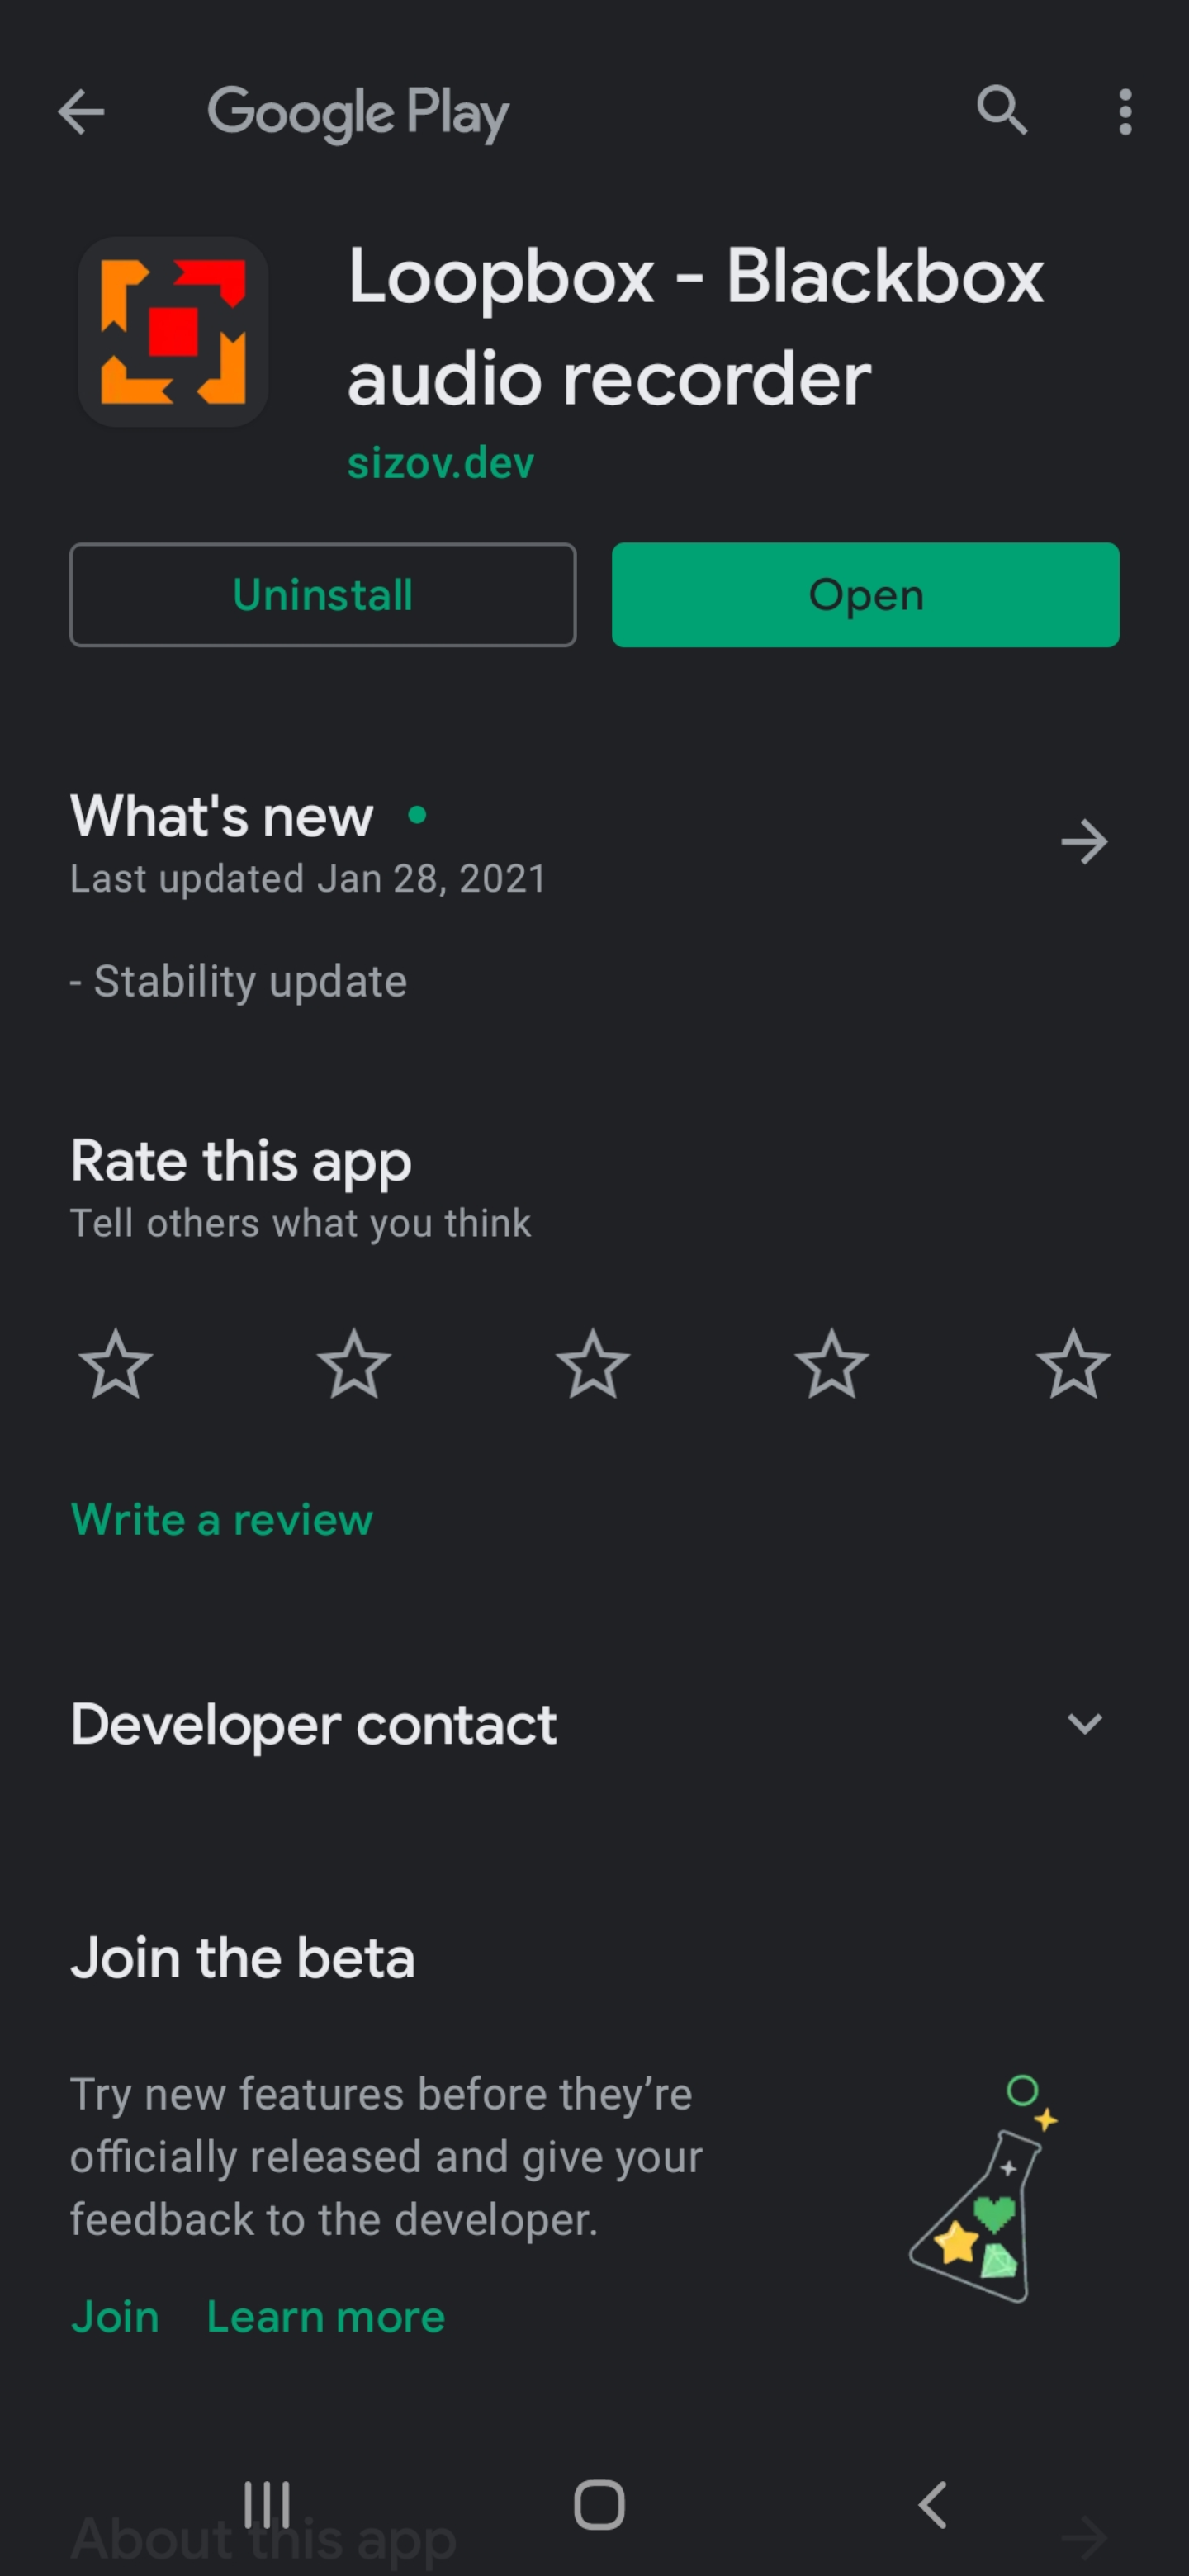 Google Play
Loopbox - Blackbox
audio recorder
sizov.dev
Uninstall
Open
What's new
Last updated Jan 28, 2021
- Stability update
Rate this app
Tell others what you think
Write a review
Developer contact
Join the beta
Try new features before they’re
officially released and give your
feedback to the developer.
Join
Learn more
About this app